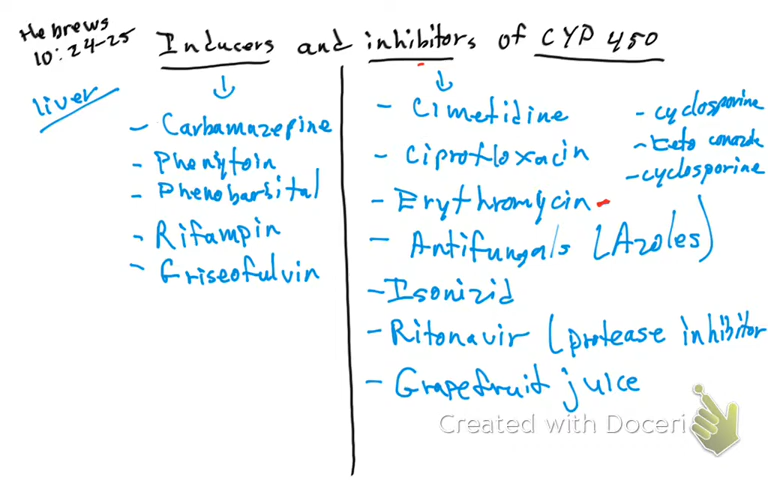 Hebrews
10:24-25
Inducers and inhibitors of CYP 450
liver
- Carbamazepine
- Phenytoin
- Phenobarbital
- Rifampin
- Griseofulvin
- Cimetidine
- Ciprofloxacin
- Erythromycin -
- Antifungals (Azoles)
- Isonizid
- Ritonavir (protease inhibitor
- Grapefruit juice
- cyclosporine
- keto conazole
- cyclosporine
Created with Doceri